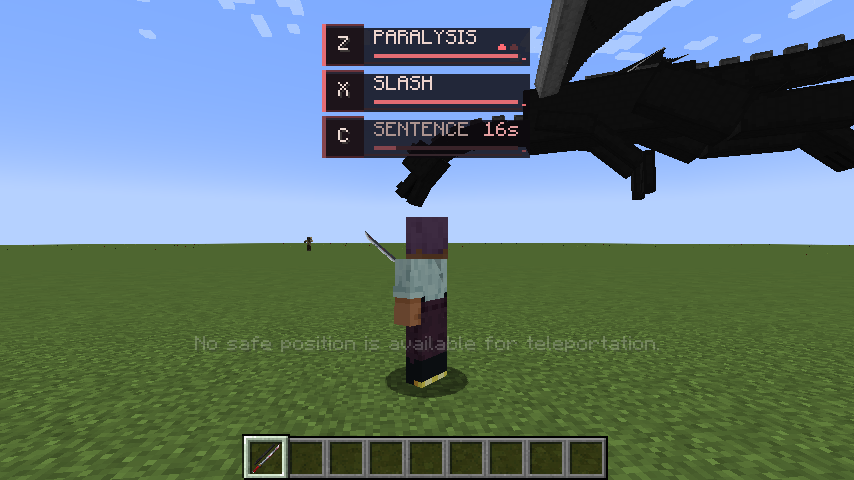 Z PARALYSIS
X SLASH
C SENTENCE 16s
No safe position is available for teleportation.